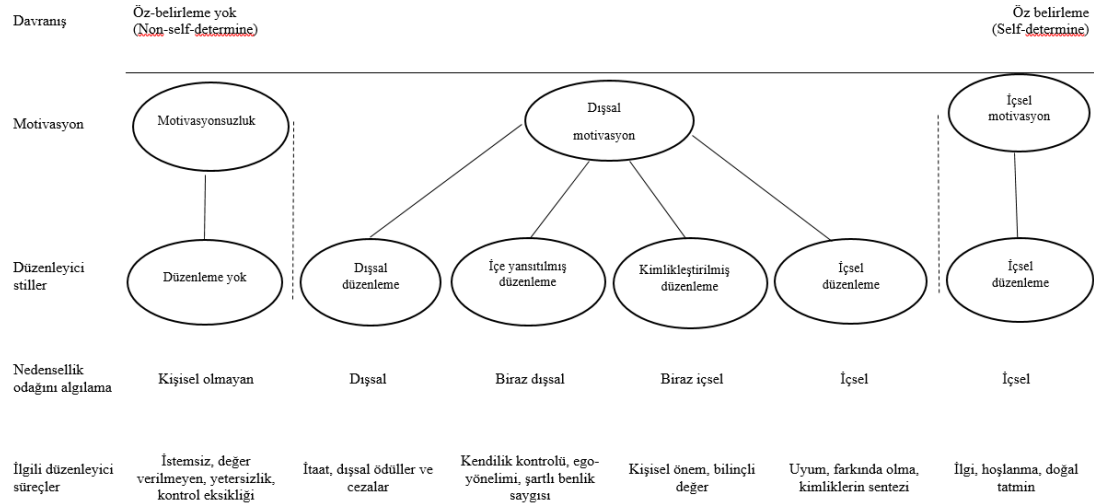 Davranış
Öz-belirleme yok
(Non-self-determine)
Öz belirleme
(Self-determine)
Motivasyon
Motivasyonsuzluk
Dışsal
motivasyon
İçsel
motivasyon
Düzenleyici
stiller
Düzenleme yok
Dışsal
düzenleme
İçe yansıtılmış
düzenleme
Kimlikleştirilmiş
düzenleme
İçsel
düzenleme
İçsel
düzenleme
Nedensellik
odağını algılama
Kişisel olmayan
Dışsal
Biraz dışsal
Biraz içsel
İçsel
İçsel
İlgili düzenleyici
süreçler
İstemsiz, değer
verilmeyen, yetersizlik,
kontrol eksikliği
İtaat, dışsal ödüller ve
cezalar
Kendilik kontrolü, ego-
yönelimi, şartlı benlik
saygısı
Kişisel önem, bilinçli
değer
Uyum, farkında olma,
kimliklerin sentezi
İlgi, hoşlanma, doğal
tatmin